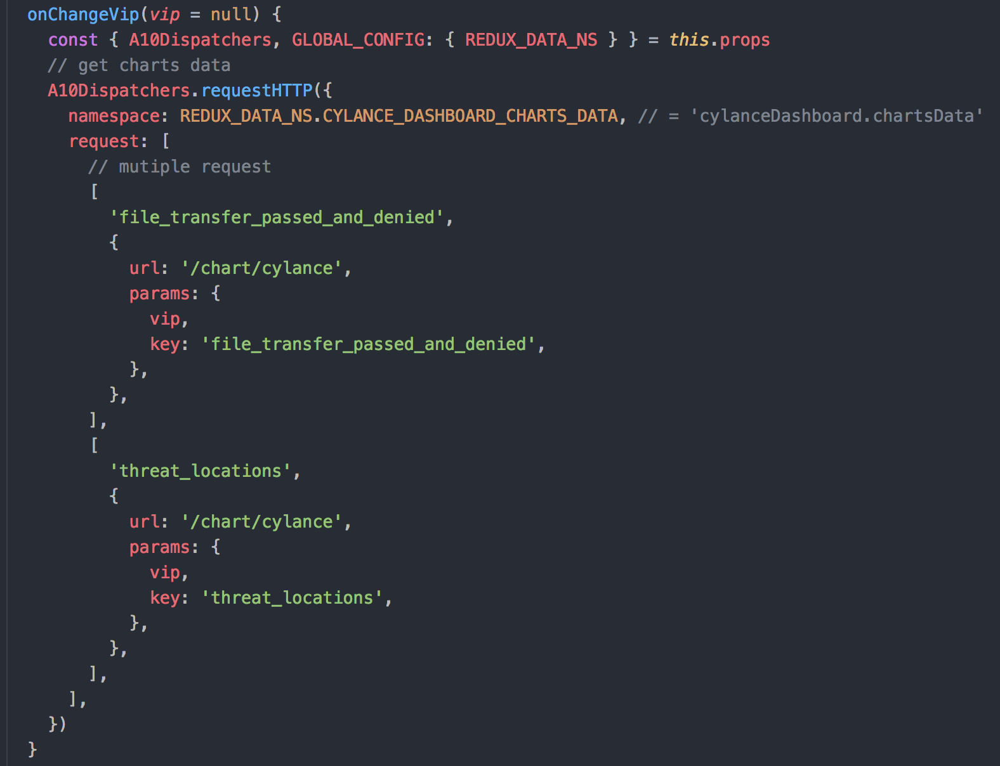 onChangeVip(vip = null) {
const { A10Dispatchers, GLOBAL_CONFIG: { REDUX_DATA_NS } } = this.props
// get charts data
A10Dispatchers.requestHTTP({
namespace: REDUX_DATA_NS.CYLANCE_DASHBOARD_CHARTS_DATA, // = 'cylanceDashboard.chartsData'
request: [
// mutiple request
[
'file_transfer_passed_and_denied',
{
url: '/chart/cylance',
params: {
vip,
key: 'file_transfer_passed_and_denied',
},
},
],
[
'threat_locations',
{
url: '/chart/cylance',
params: {
vip,
key: 'threat_locations',
},
},
],
],
})
}